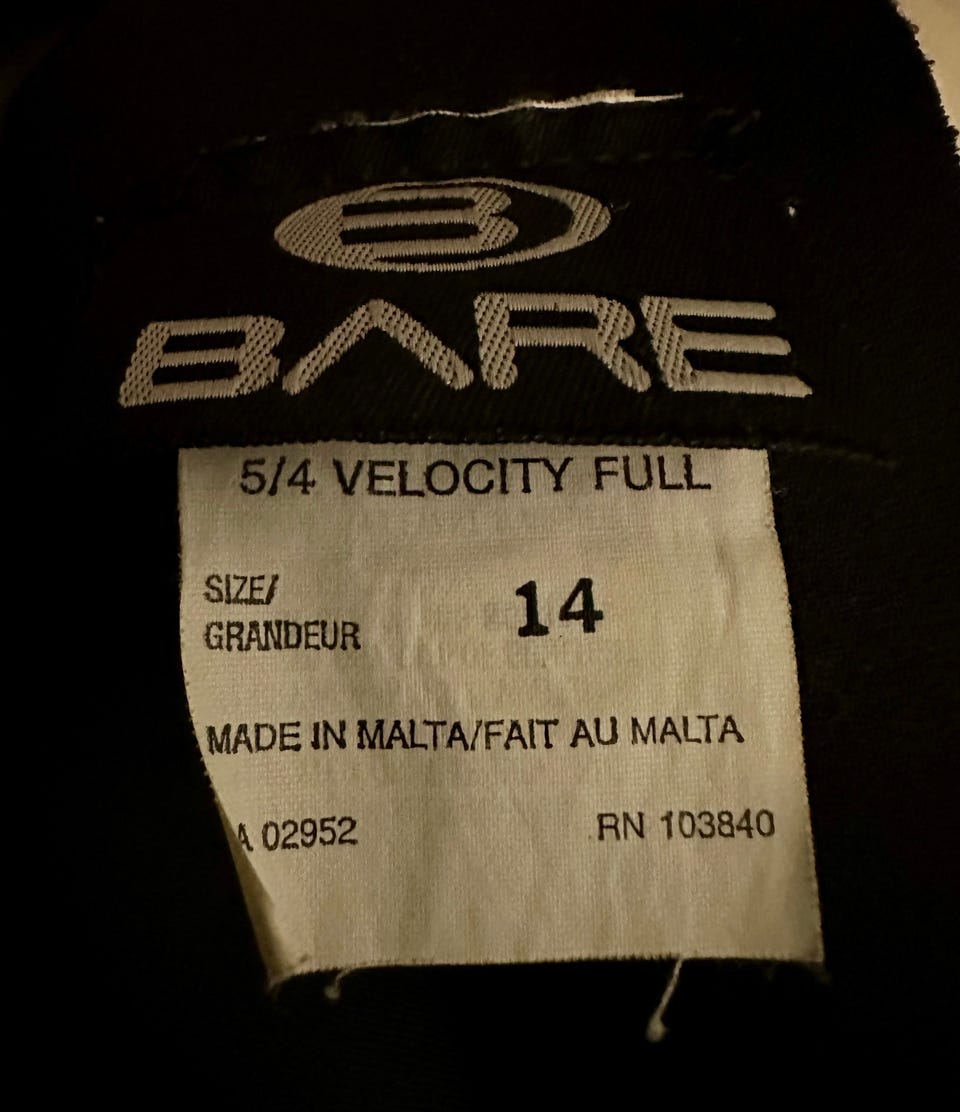 B
BARE
5/4 VELOCITY FULL
SIZE/
GRANDEUR 14
MADE IN MALTA/FAIT AU MALTA
A 02952 RN 103840